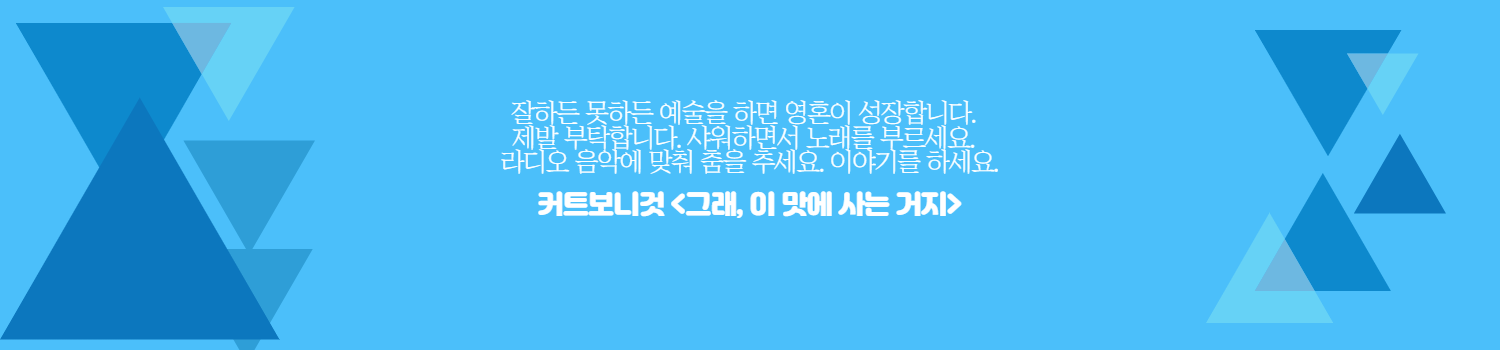 잘하든 못하든 예술을 하면 영혼이 성장합니다.
제발 부탁합니다. 샤워하면서 노래를 부르세요.
라디오 음악에 맞춰 춤을 추세요. 이야기를 하세요.
커트보니것 <그래, 이 맛에 사는 거지>